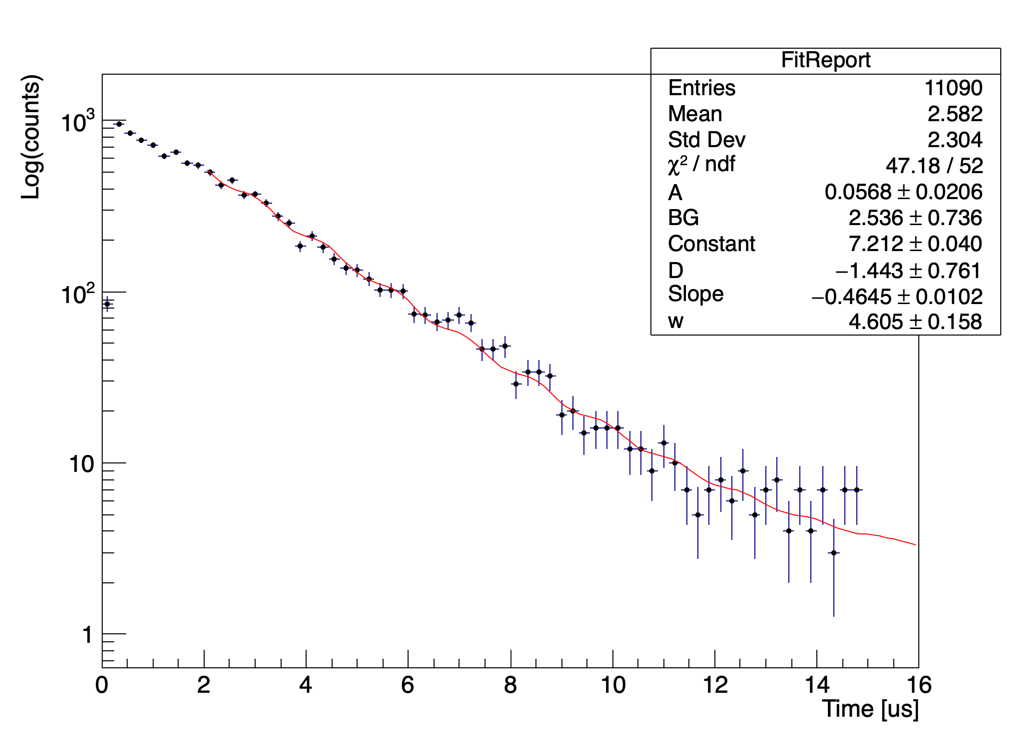 FitReport
Entries 11090
Mean 2.582
Std Dev 2.304
χ² / ndf 47.18 / 52
A 0.0568 ± 0.0206
BG 2.536 ± 0.736
Constant 7.212 ± 0.040
D −1.443 ± 0.761
Slope −0.4645 ± 0.0102
w 4.605 ± 0.158
Log(counts)
10³
10²
10
1
0 2 4 6 8 10 12 14 16
Time [us]